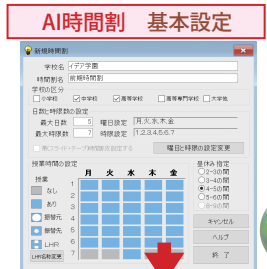 AI時間割　基本設定
新規時間割
学校名 イデア学園
時間割名 前期時間割
学校の区分
小学校 中学校 高等学校 高等専門学校 大学他
日数と時限数の設定
最大日数 5 曜日設定 月,火,水,木,金
最大時限数 7 時限設定 1,2,3,4,5,6,7
曜日と時限の設定変更
授業時間の設定
授業
なし
あり
振替元
振替先
LHR
LHR名称変更
月 火 水 木 金
1
2
3
4
5
6
7
昼休み指定
2~3の間
3~4の間
4~5の間
5~6の間
6~7の間
キャンセル
ヘルプ
終 了